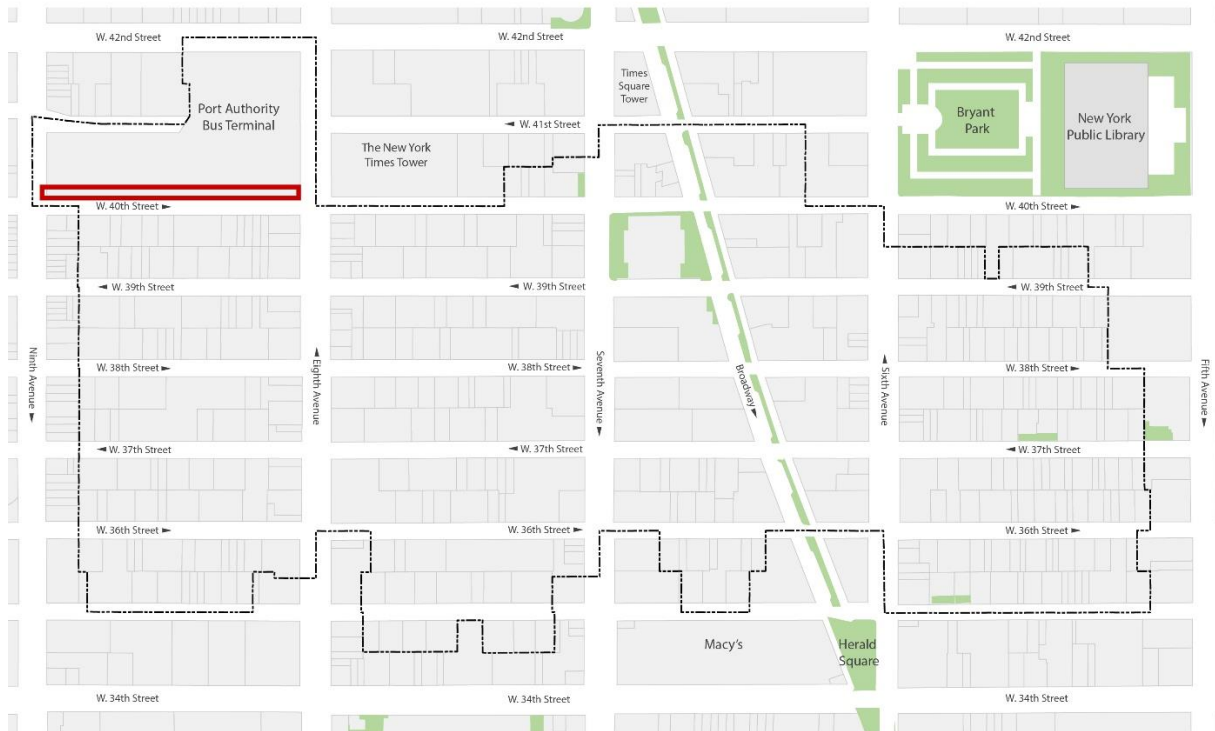 W. 42nd Street
W. 42nd Street
W. 42nd Street
Times
Square
Tower
Port Authority
Bus Terminal
Bryant
Park
New York
Public Library
◄ W. 41st Street
The New York
Times Tower
W. 40th Street ►
W. 40th Street ►
◄ W. 39th Street
◄ W. 39th Street
◄ W. 39th Street
Ninth Avenue ►
◄ Eighth Avenue
Seventh Avenue ►
Broadway ►
◄ Sixth Avenue
Fifth Avenue ►
W. 38th Street ►
W. 38th Street ►
W. 38th Street ►
◄ W. 37th Street
◄ W. 37th Street
◄ W. 37th Street
W. 36th Street ►
W. 36th Street ►
W. 36th Street ►
Macy's
Herald
Square
W. 34th Street
W. 34th Street
W. 34th Street